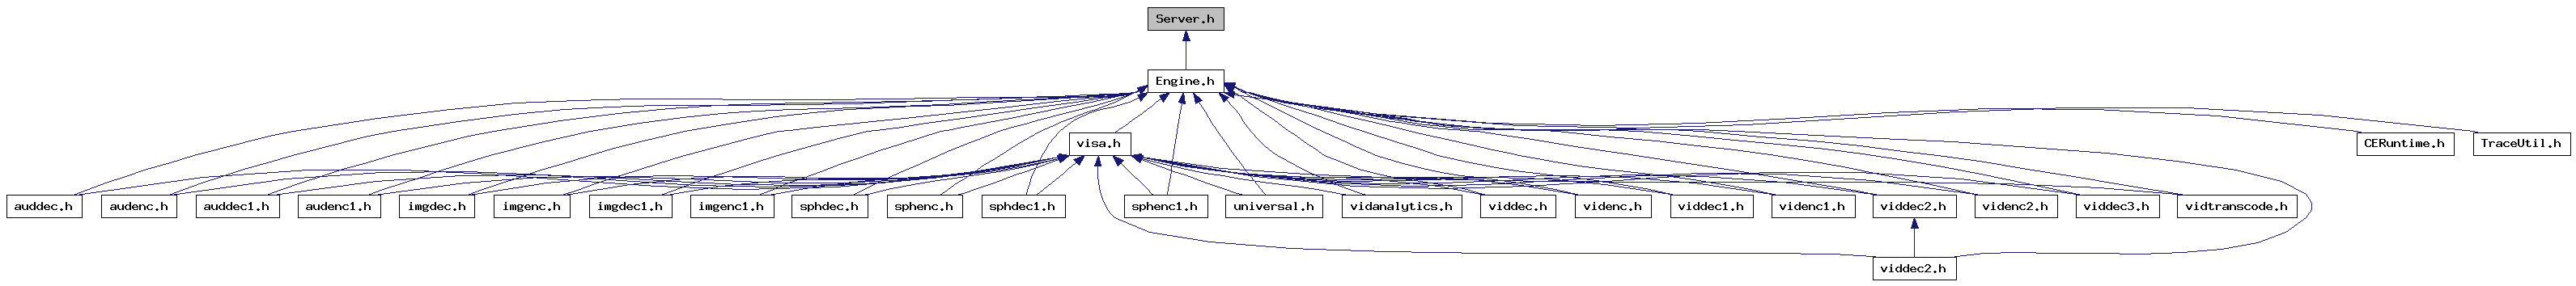 Server.h
Engine.h
visa.h
CERuntime.h
TraceUtil.h
auddec.h
audenc.h
auddec1.h
audenc1.h
imgdec.h
imgenc.h
imgdec1.h
imgenc1.h
sphdec.h
sphenc.h
sphdec1.h
sphenc1.h
universal.h
vidanalytics.h
viddec.h
videnc.h
viddec1.h
videnc1.h
viddec2.h
videnc2.h
viddec3.h
vidtranscode.h
viddec2.h